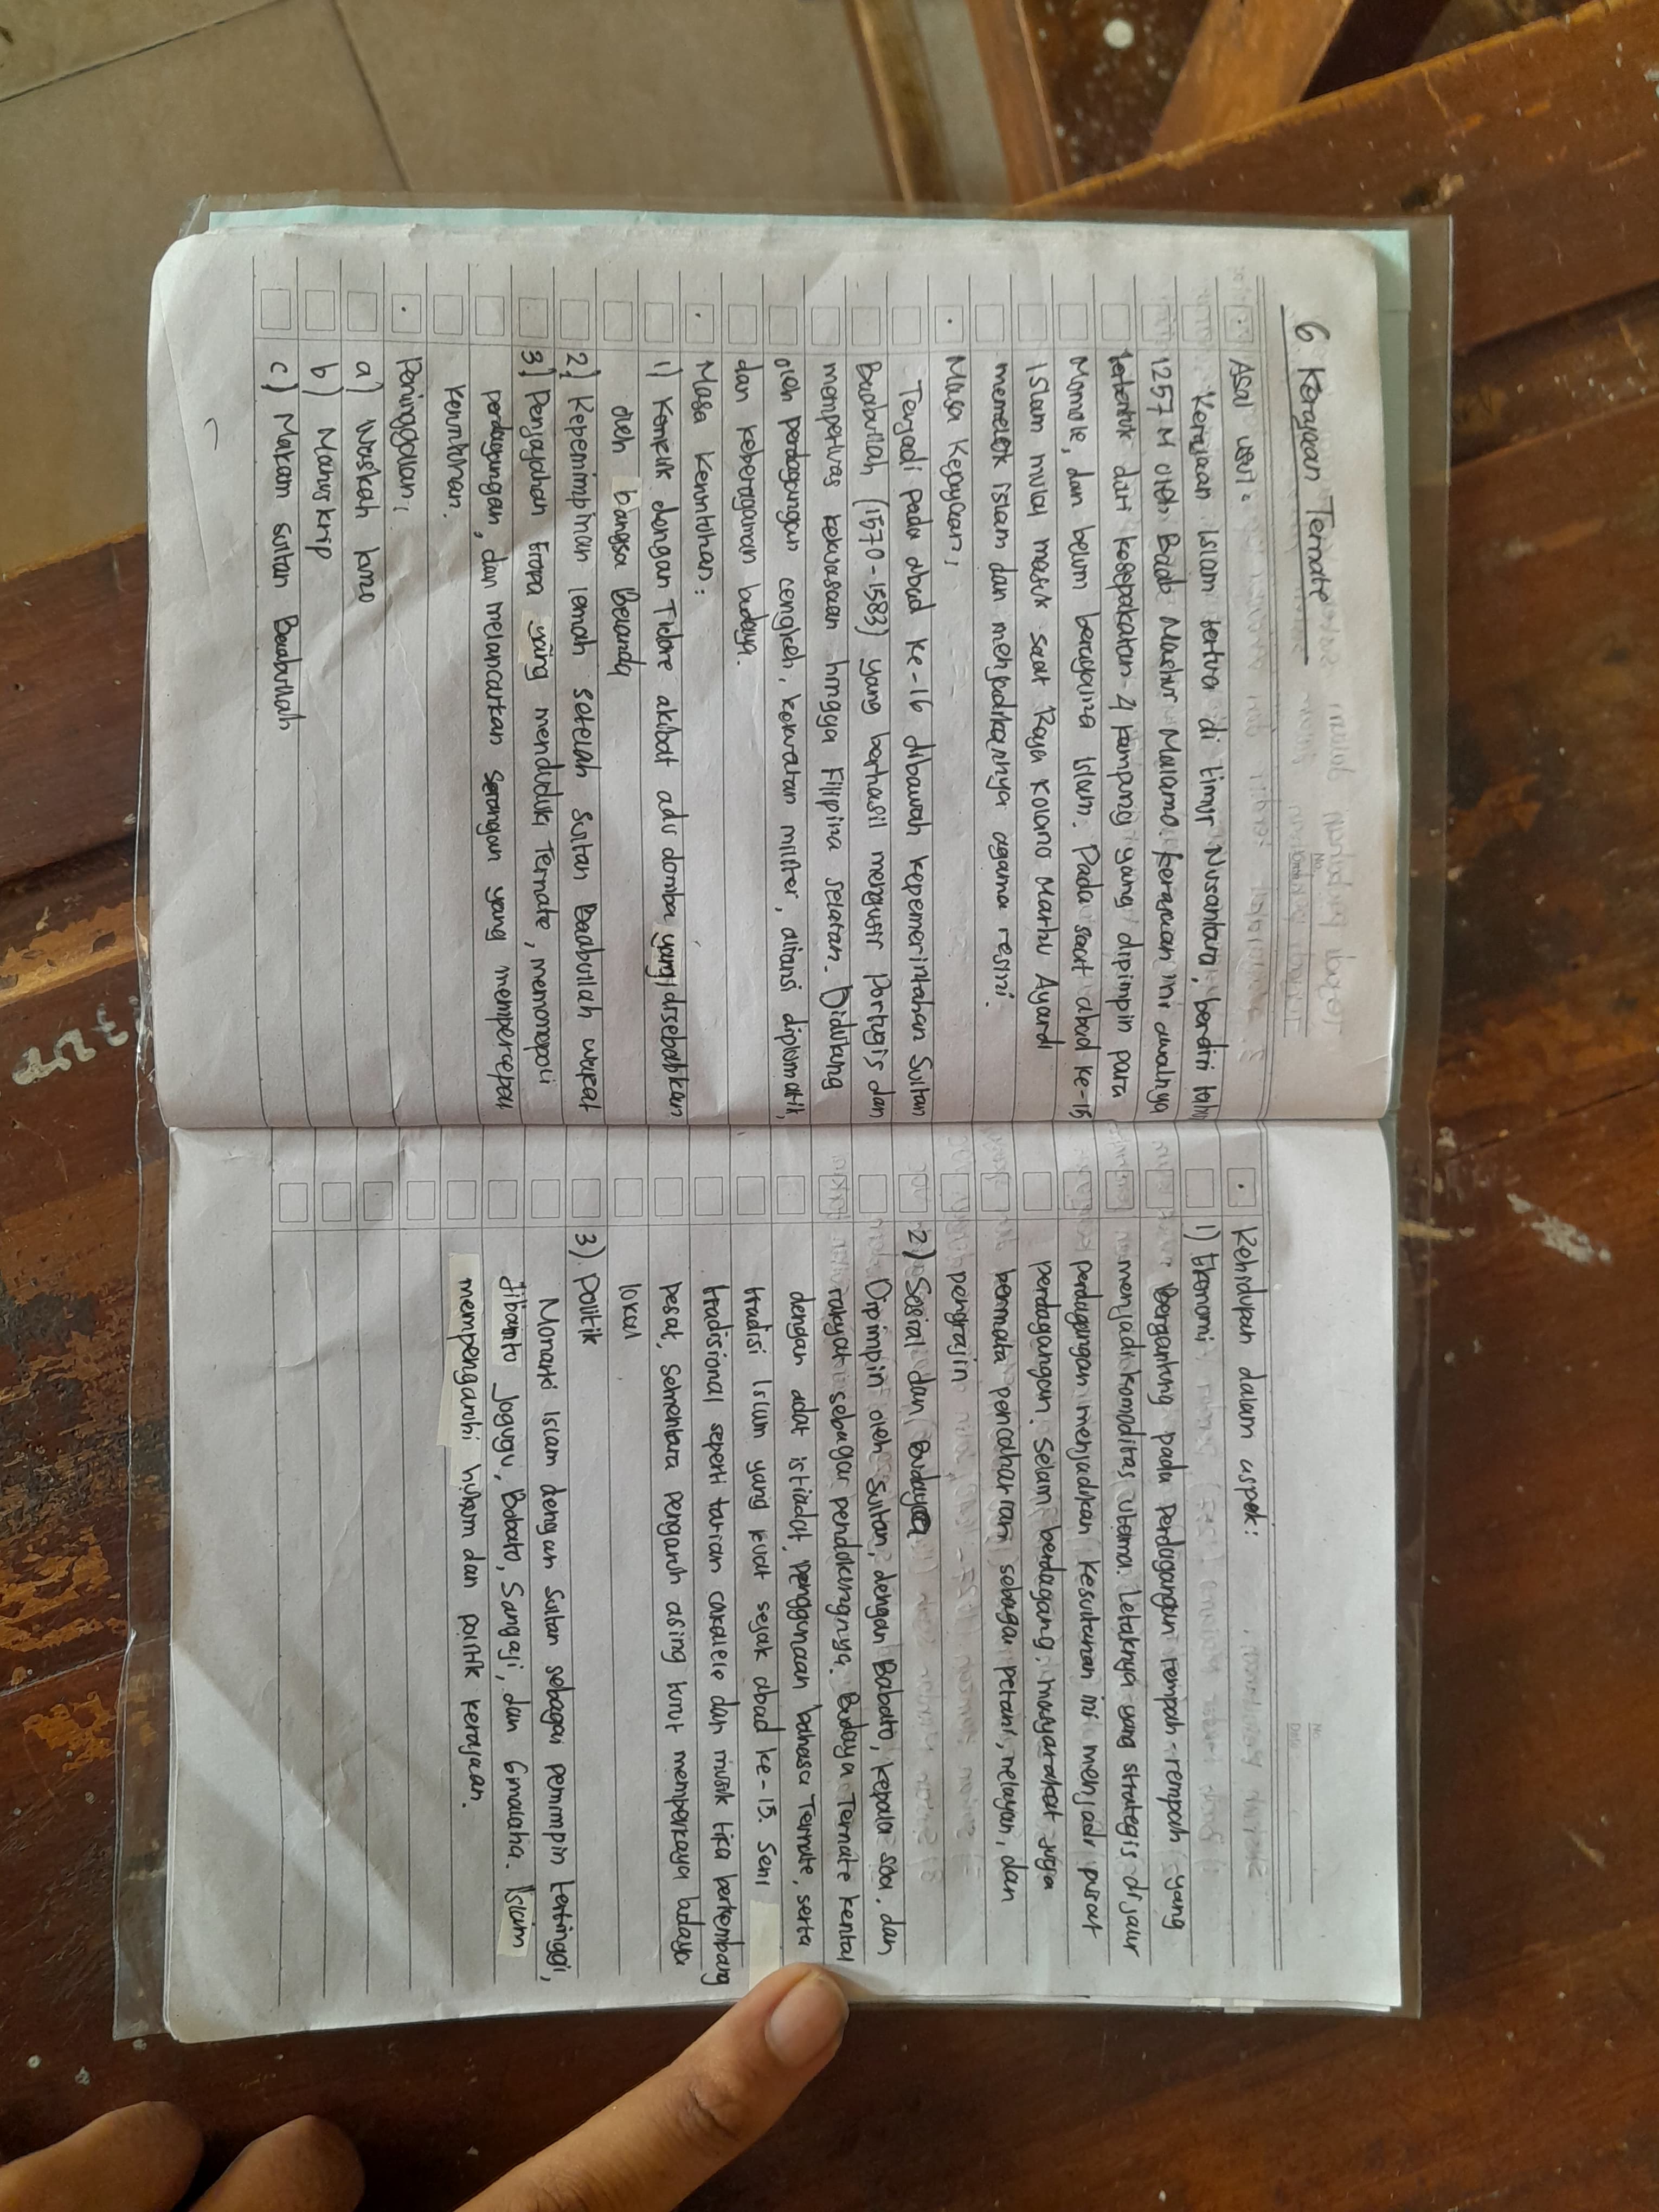 6. Kerajaan Ternate
Asal usul:
Kerajaan Islam tertua di timur Nusantara, berdiri tahu
1257 M oleh Baab Mashur Malamo. Kerajaan ini awalnya
terbentuk dari kesepakatan 4 kampung yang dipimpin para
Momole, dan belum beragama Islam. Pada saat abad ke-15
Islam mulai masuk saat Raja Kolano Marhu Ayardi
memeluk islam dan menjadikannya agama resmi.
Masa Kejayaan:
Terjadi pada abad ke-16 dibawah kepemerintahan Sultan
Baabullah (1570-1583) yang berhasil mengusir Portugis dan
memperluas kekuasaan hingga Filipina selatan. Didukung
oleh perdagangan cengkeh, kekuatan militer, aliansi diplomatik,
dan keberagaman budaya.
Masa Keruntuhan:
1) Konflik dengan Tidore akibat adu domba yang disebabkan
oleh bangsa Belanda
2) Kepemimpinan lemah setelah Sultan Baabullah wafat
3) Penjajahan Eropa yang menduduki Ternate, memonopoli
perdagangan, dan melancarkan serangan yang mempercepat
keruntuhan.
Peninggalan:
a) Waskah kuno
b) Manuskrip
c) Makam Sultan Baabullah
No.
Date
Kehidupan dalam aspek:
1) Ekonomi
Bergantung pada perdagangan rempah-rempah yang
menjadi komoditas utama. Letaknya yang strategis di jalur
perdagangan menjadikan kesultanan ini menjadi pusat
perdagangan. Selain berdagang, masyarakat juga
bermata pencaharian sebagai petani, nelayan, dan
pengrajin
2) Sosial dan Budaya
Dipimpin oleh Sultan, dengan Babato, kepala soa, dan
rakyat sebagai pendukungnya. Budaya Ternate kental
dengan adat istiadat, penggunaan bahasa Ternate, serta
tradisi Islam yang kuat sejak abad ke-15. Seni
tradisional seperti tarian cakalele dan musik tifa berkembang
pesat, sementara pengaruh asing turut memperkaya budaya
lokal
3) Politik
Monarki Islam dengan Sultan sebagai pemimpin tertinggi,
dibantu Jogugu, Bobato, Sangaji, dan Gimalaha. Islam
mempengaruhi hukum dan politik kerajaan.